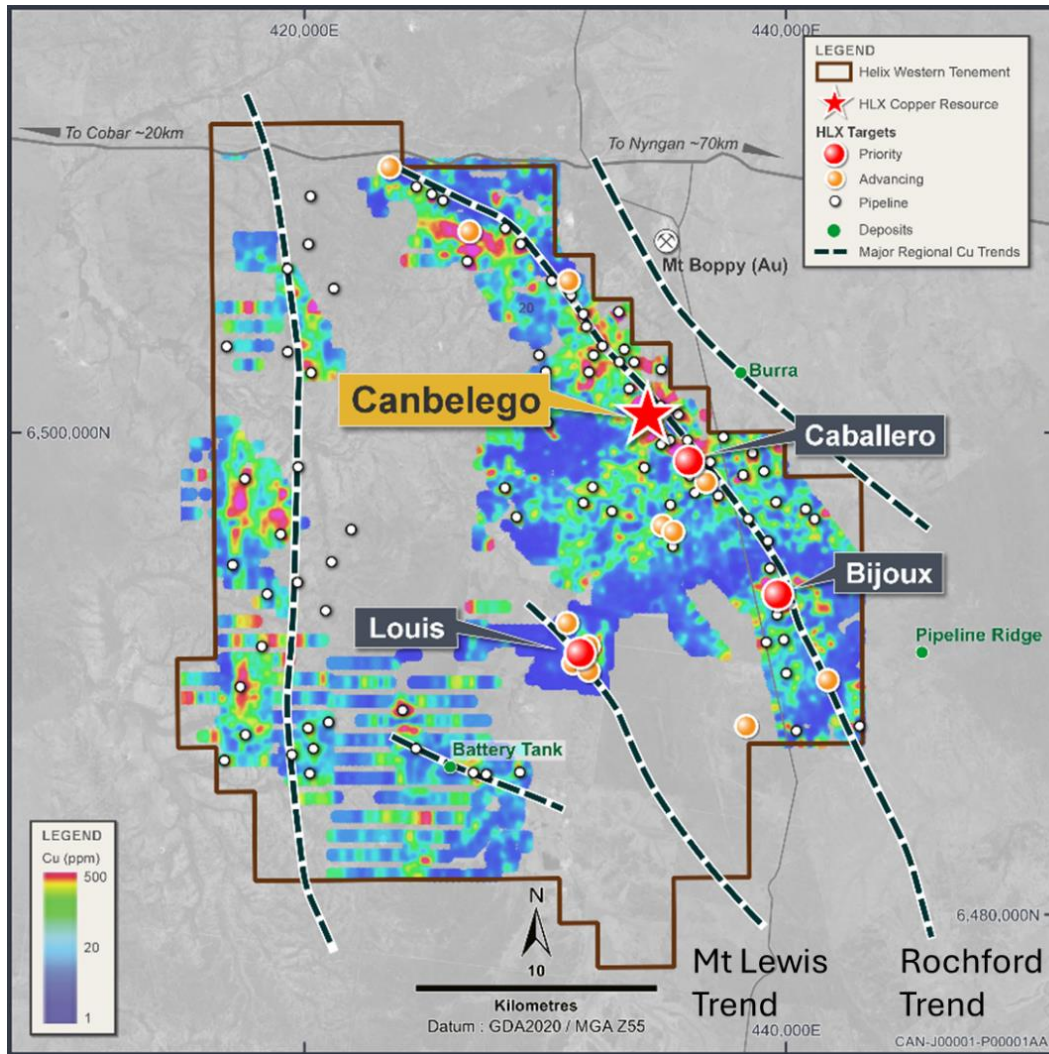 420,000E
440,000E
LEGEND
Helix Western Tenement
HLX Copper Resource
HLX Targets
Priority
Advancing
Pipeline
Deposits
Major Regional Cu Trends
To Cobar ~20km
To Nyngan ~70km
Mt Boppy (Au)
20
Burra
Canbelego
6,500,000N
Caballero
Bijoux
Louis
Pipeline Ridge
Battery Tank
LEGEND
Cu (ppm)
500
20
1
N
10
Kilometres
Datum : GDA2020 / MGA Z55
6,480,000N
Mt Lewis
Trend
Rochford
Trend
440,000E
CAN-J00001-P00001AA